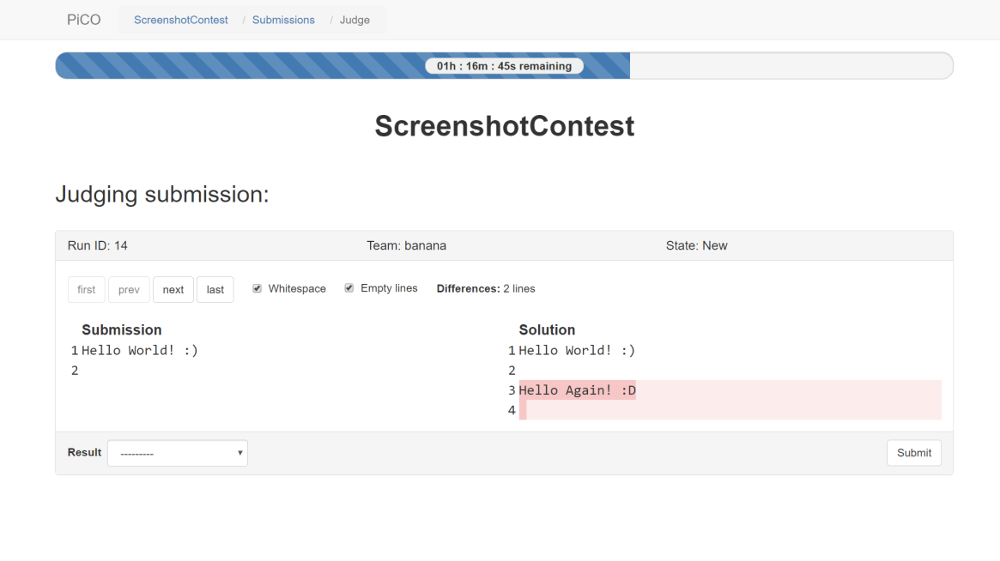 PiCO ScreenshotContest / Submissions / Judge
01h : 16m : 45s remaining
ScreenshotContest
Judging submission:
Run ID: 14 Team: banana State: New
first prev next last Whitespace Empty lines Differences: 2 lines
Submission
1 Hello World! :)
2
Solution
1 Hello World! :)
2
3 Hello Again! :D
4
Result --------- Submit